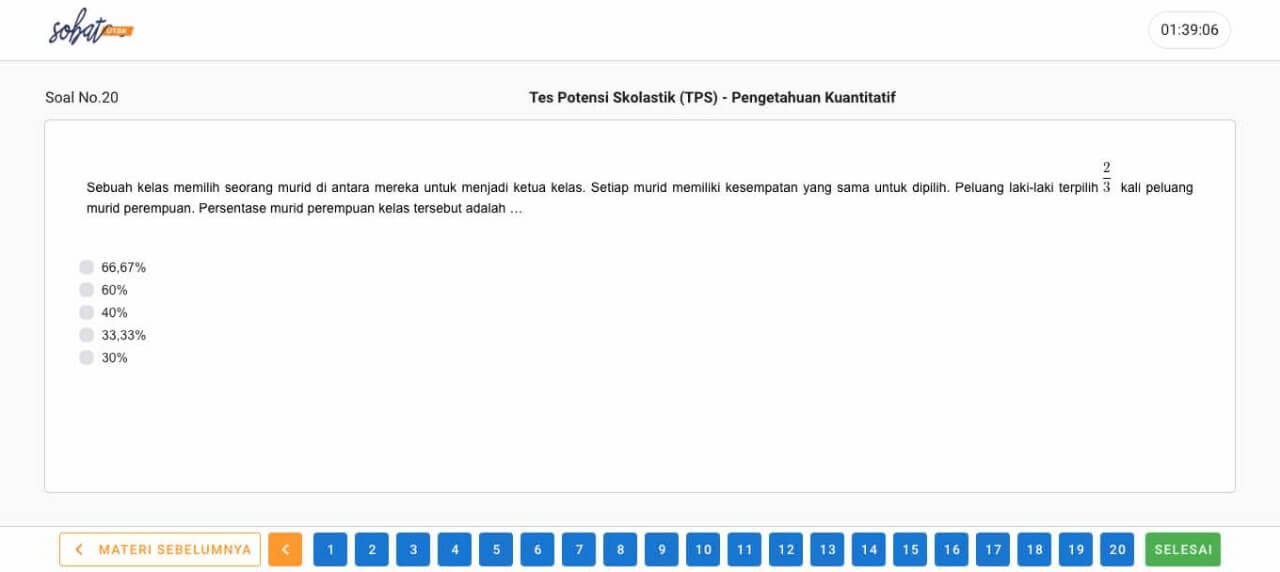 sobat UTBK
01:39:06
Soal No.20
Tes Potensi Skolastik (TPS) - Pengetahuan Kuantitatif
Sebuah kelas memilih seorang murid di antara mereka untuk menjadi ketua kelas. Setiap murid memiliki kesempatan yang sama untuk dipilih. Peluang laki-laki terpilih 2/3 kali peluang
murid perempuan. Persentase murid perempuan kelas tersebut adalah ...
66,67%
60%
40%
33,33%
30%
< MATERI SEBELUMNYA < 1 2 3 4 5 6 7 8 9 10 11 12 13 14 15 16 17 18 19 20 SELESAI